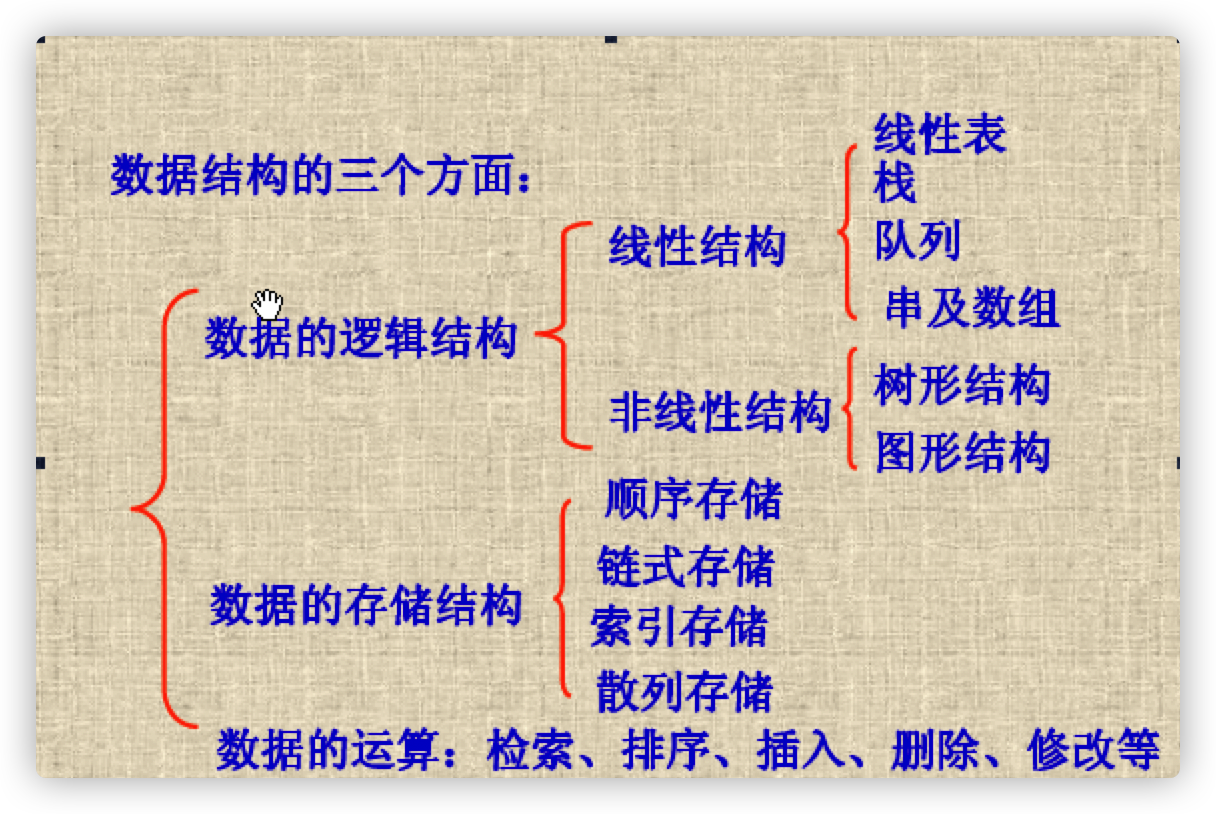 数据结构的三个方面：
数据的逻辑结构
线性结构
线性表
栈
队列
串及数组
非线性结构
树形结构
图形结构
数据的存储结构
顺序存储
链式存储
索引存储
散列存储
数据的运算：检索、排序、插入、删除、修改等